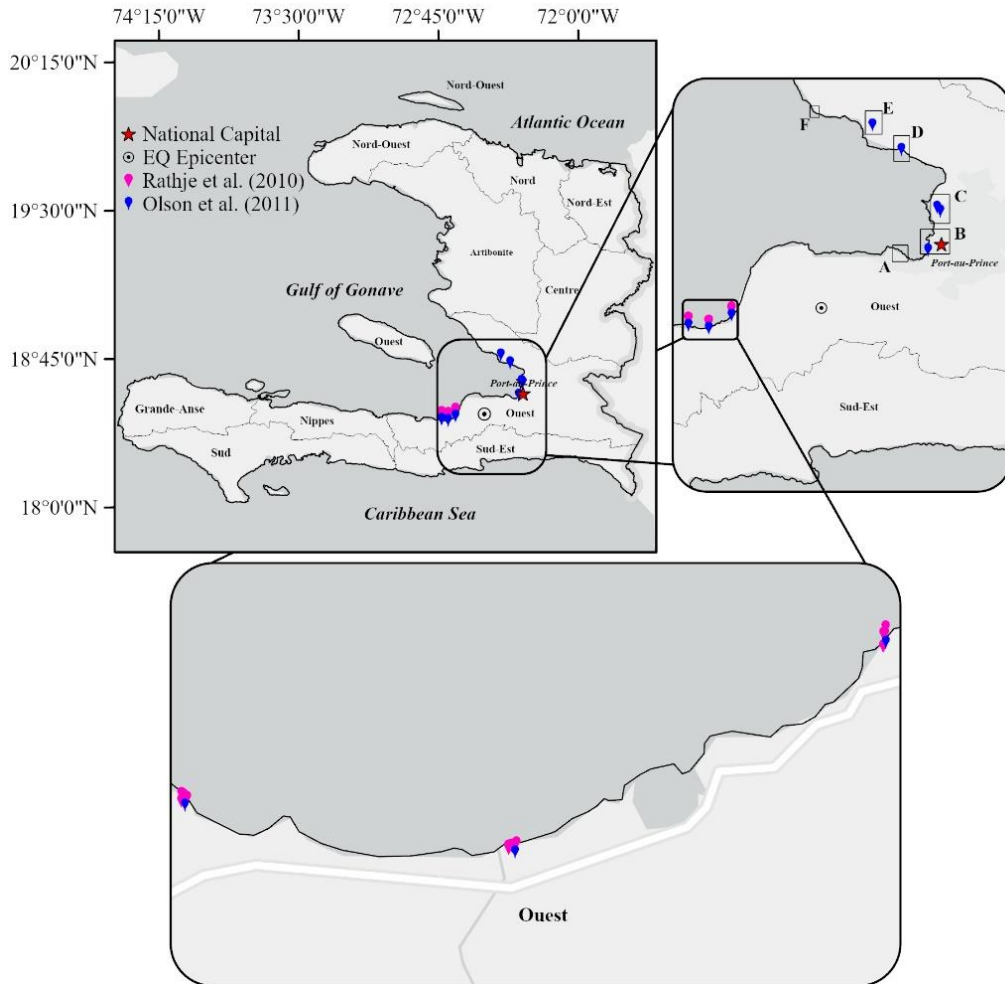 74°15'0"W 73°30'0"W 72°45'0"W 72°0'0"W
20°15'0"N
19°30'0"N
18°45'0"N
18°0'0"N
Nord-Ouest
Atlantic Ocean
National Capital
EQ Epicenter
Rathje et al. (2010)
Olson et al. (2011)
Nord-Ouest
Nord
Nord-Est
Artibonite
Centre
Gulf of Gonave
Ouest
Port-au-Prince
Grande-Anse
Nippes
Ouest
Sud
Sud-Est
Caribbean Sea
E
F
D
C
B
A
Port-au-Prince
Ouest
Sud-Est
Ouest